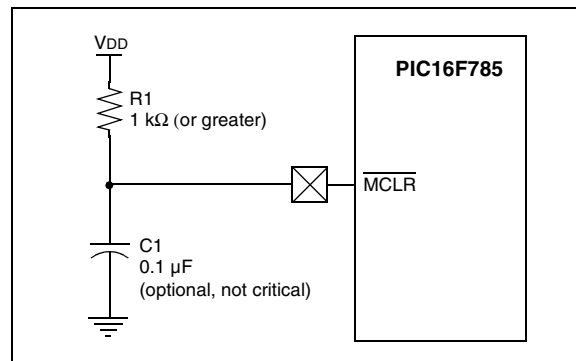 VDD
PIC16F785
R1
1 kΩ (or greater)
MCLR
C1
0.1 µF
(optional, not critical)